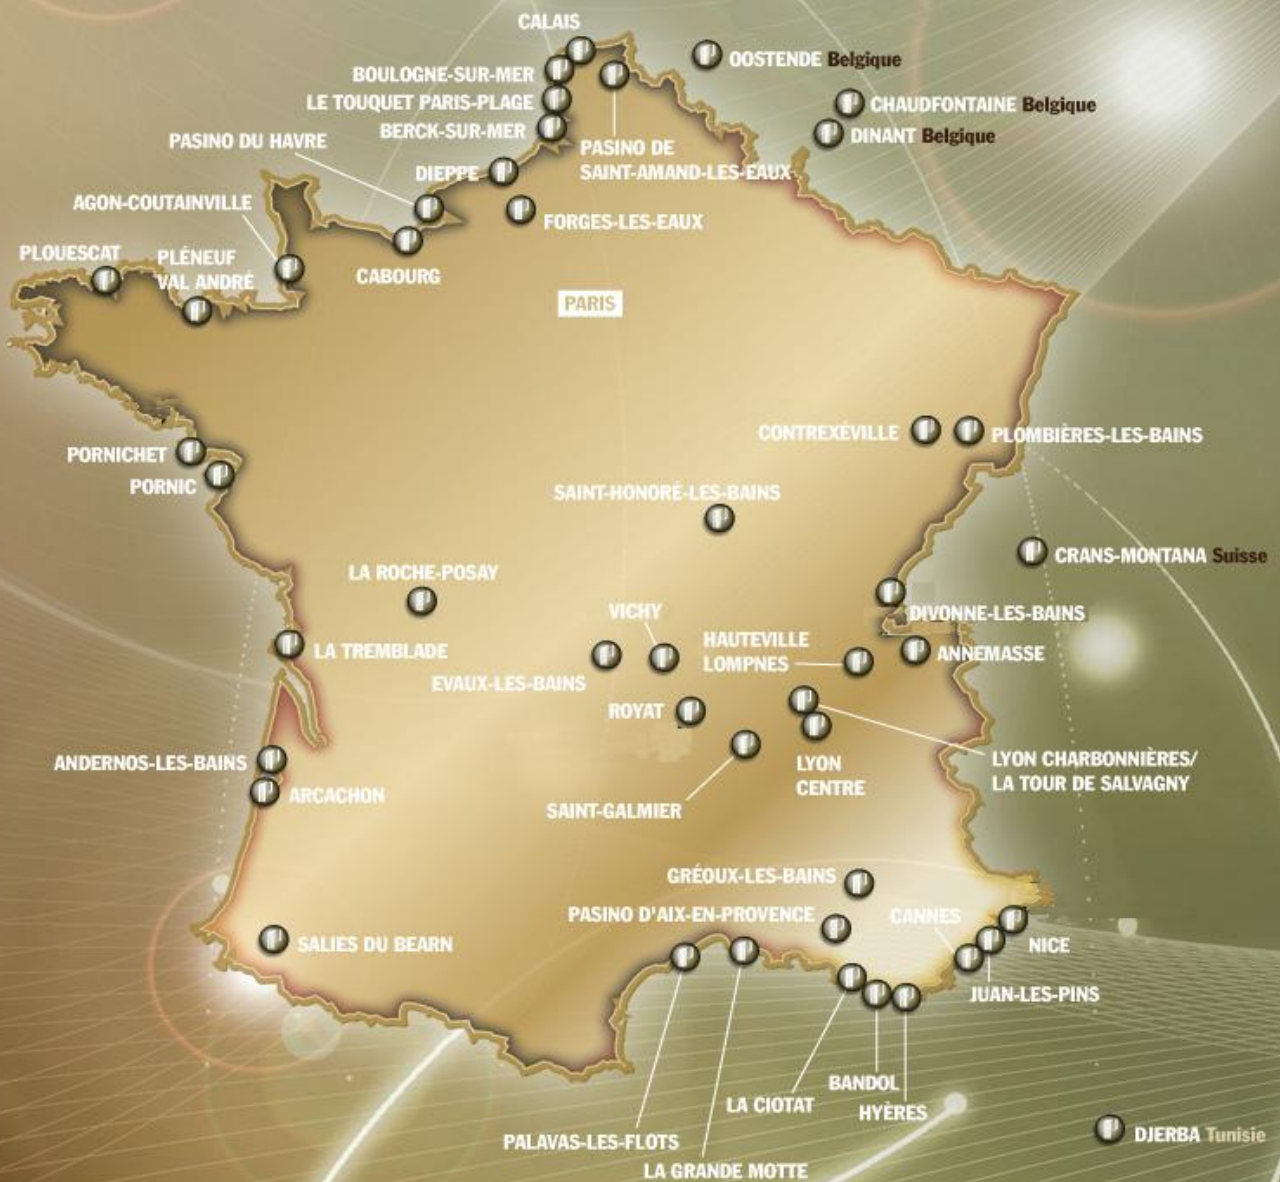 CALAIS
OOSTENDE Belgique
BOULOGNE-SUR-MER
LE TOUQUET PARIS-PLAGE
CHAUDFONTAINE Belgique
BERCK-SUR-MER
DINANT Belgique
PASINO DU HAVRE
PASINO DE
SAINT-AMAND-LES-EAUX
DIEPPE
AGON-COUTAINVILLE
FORGES-LES-EAUX
PLOUESCAT
PLÉNEUF
VAL ANDRÉ
CABOURG
PARIS
CONTREXÉVILLE
PLOMBIÈRES-LES-BAINS
PORNICHET
PORNIC
SAINT-HONORÉ-LES-BAINS
CRANS-MONTANA Suisse
LA ROCHE-POSAY
VICHY
DIVONNE-LES-BAINS
HAUTEVILLE
LOMPNES
LA TREMBLADE
ANNEMASSE
EVAUX-LES-BAINS
ROYAT
ANDERNOS-LES-BAINS
LYON
CENTRE
LYON CHARBONNIÈRES/
LA TOUR DE SALVAGNY
ARCACHON
SAINT-GALMIER
GRÉOUX-LES-BAINS
PASINO D'AIX-EN-PROVENCE
CANNES
SALIES DU BEARN
NICE
JUAN-LES-PINS
BANDOL
LA CIOTAT
HYÈRES
PALAVAS-LES-FLOTS
DJERBA Tunisie
LA GRANDE MOTTE